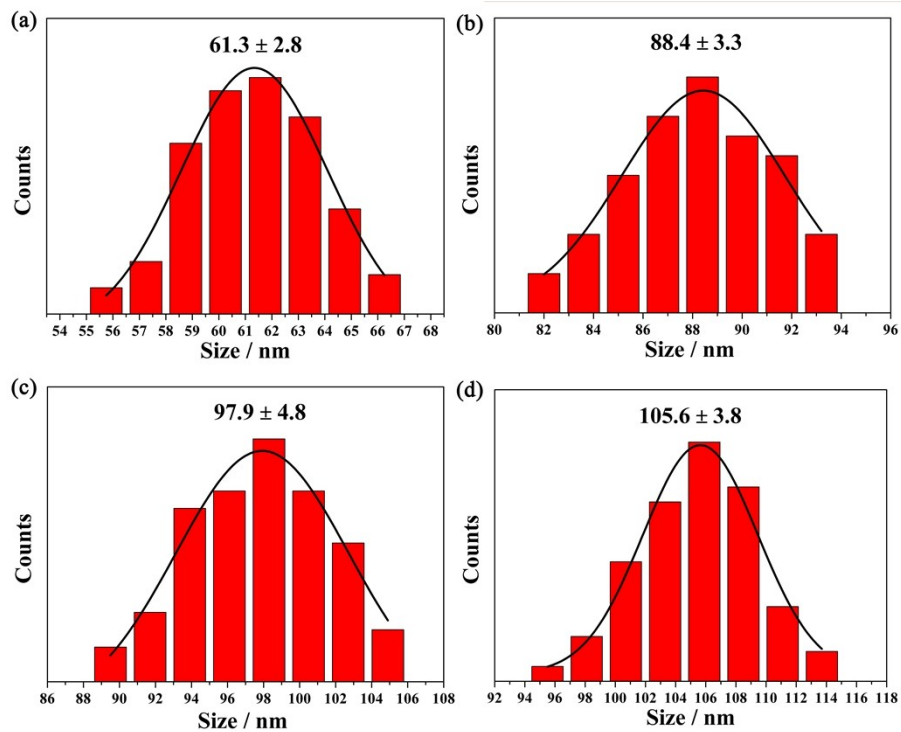 (a)
61.3 ± 2.8
Counts
54 55 56 57 58 59 60 61 62 63 64 65 66 67 68
Size / nm
(b)
88.4 ± 3.3
Counts
80 82 84 86 88 90 92 94 96
Size / nm
(c)
97.9 ± 4.8
Counts
86 88 90 92 94 96 98 100 102 104 106 108
Size / nm
(d)
105.6 ± 3.8
Counts
92 94 96 98 100 102 104 106 108 110 112 114 116 118
Size / nm